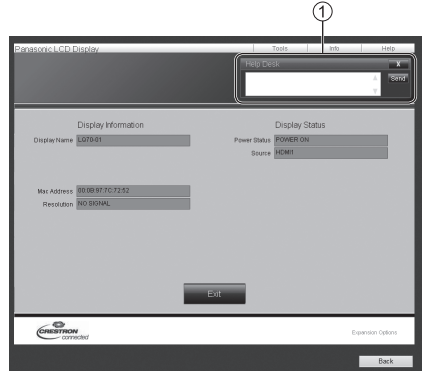 1
Panasonic LCD Display
Tools Info Help
Help Desk X
Send
Display Information
Display Status
Display Name LG70-01
Power Status POWER ON
Source HDMI1
Mac Address 00:0B:97:7C:72:52
Resolution NO SIGNAL
Exit
CRESTRON
connected
Expansion Options
Back